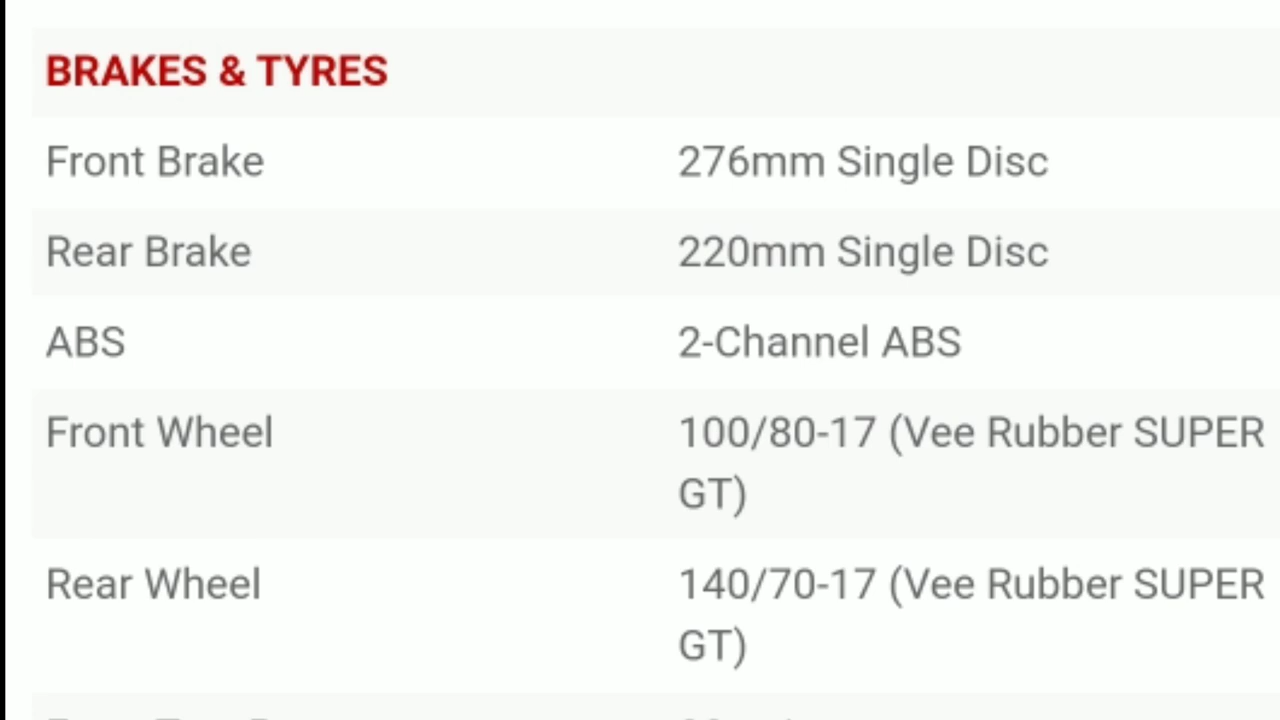 BRAKES & TYRES
Front Brake 276mm Single Disc
Rear Brake 220mm Single Disc
ABS 2-Channel ABS
Front Wheel 100/80-17 (Vee Rubber SUPER
GT)
Rear Wheel 140/70-17 (Vee Rubber SUPER
GT)